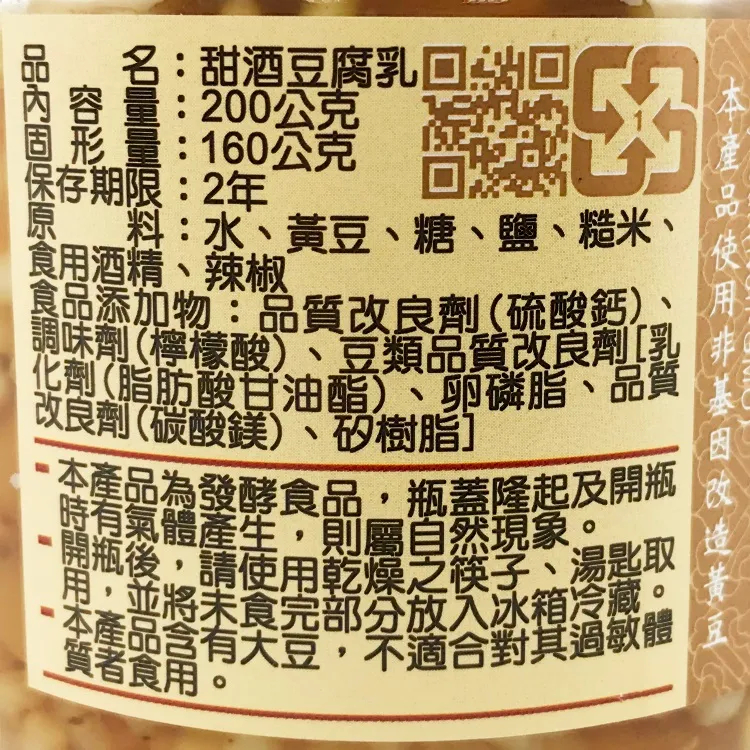 品名：甜酒豆腐乳
內容量：200公克
固形量：160公克
保存期限：2年
原料：水、黃豆、糖、鹽、糙米、
食用酒精、辣椒
食品添加物：品質改良劑(硫酸鈣)、
調味劑(檸檬酸)、豆類品質改良劑[乳
化劑(脂肪酸甘油酯)、卵磷脂、品質
改良劑(碳酸鎂)、矽樹脂]
本產品為發酵食品，瓶蓋隆起及開瓶
時有氣體產生，則屬自然現象。
開瓶後，請使用乾燥之筷子、湯匙取
用，並將未食完部分放入冰箱冷藏。
本產品含有大豆，不適合對其過敏體
質者食用。
1
本產品使用非基因改造黃豆